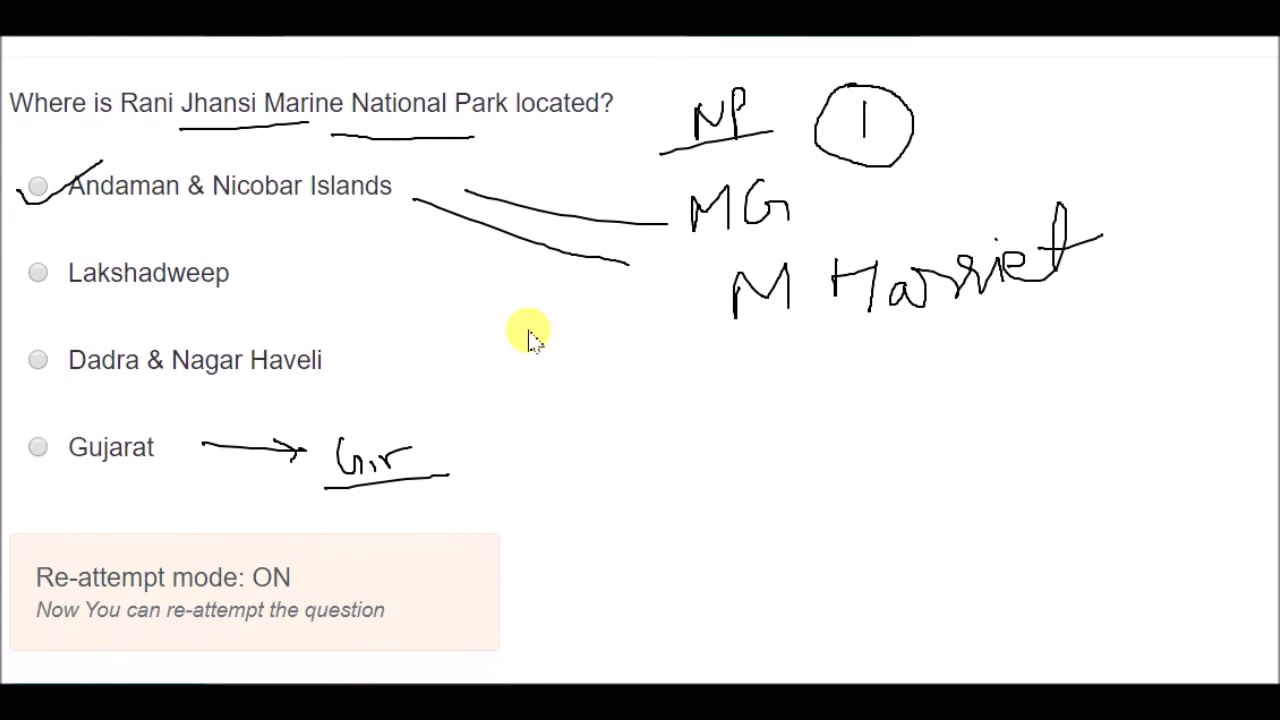 Where is Rani Jhansi Marine National Park located?
NP 1
Andaman & Nicobar Islands
MG
Lakshadweep
M Harriet
Dadra & Nagar Haveli
Gujarat
Gir
Re-attempt mode: ON
Now You can re-attempt the question